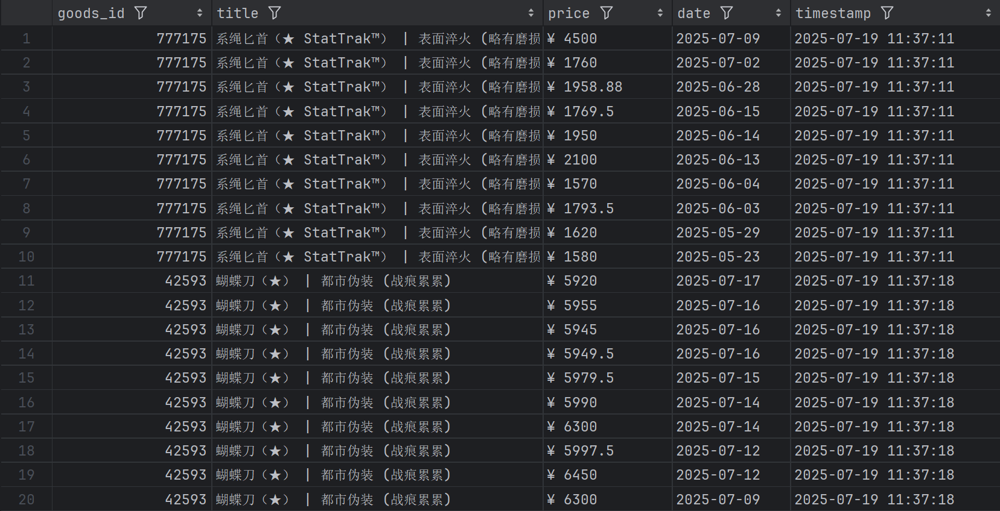 goods_id title price date timestamp
1 777175 系绳匕首（★ StatTrak™） | 表面淬火 (略有磨损 ¥ 4500 2025-07-09 2025-07-19 11:37:11
2 777175 系绳匕首（★ StatTrak™） | 表面淬火 (略有磨损 ¥ 1760 2025-07-02 2025-07-19 11:37:11
3 777175 系绳匕首（★ StatTrak™） | 表面淬火 (略有磨损 ¥ 1958.88 2025-06-28 2025-07-19 11:37:11
4 777175 系绳匕首（★ StatTrak™） | 表面淬火 (略有磨损 ¥ 1769.5 2025-06-15 2025-07-19 11:37:11
5 777175 系绳匕首（★ StatTrak™） | 表面淬火 (略有磨损 ¥ 1950 2025-06-14 2025-07-19 11:37:11
6 777175 系绳匕首（★ StatTrak™） | 表面淬火 (略有磨损 ¥ 2100 2025-06-13 2025-07-19 11:37:11
7 777175 系绳匕首（★ StatTrak™） | 表面淬火 (略有磨损 ¥ 1570 2025-06-04 2025-07-19 11:37:11
8 777175 系绳匕首（★ StatTrak™） | 表面淬火 (略有磨损 ¥ 1793.5 2025-06-03 2025-07-19 11:37:11
9 777175 系绳匕首（★ StatTrak™） | 表面淬火 (略有磨损 ¥ 1620 2025-05-29 2025-07-19 11:37:11
10 777175 系绳匕首（★ StatTrak™） | 表面淬火 (略有磨损 ¥ 1580 2025-05-23 2025-07-19 11:37:11
11 42593 蝴蝶刀（★） | 都市伪装 (战痕累累) ¥ 5920 2025-07-17 2025-07-19 11:37:18
12 42593 蝴蝶刀（★） | 都市伪装 (战痕累累) ¥ 5955 2025-07-16 2025-07-19 11:37:18
13 42593 蝴蝶刀（★） | 都市伪装 (战痕累累) ¥ 5945 2025-07-16 2025-07-19 11:37:18
14 42593 蝴蝶刀（★） | 都市伪装 (战痕累累) ¥ 5949.5 2025-07-16 2025-07-19 11:37:18
15 42593 蝴蝶刀（★） | 都市伪装 (战痕累累) ¥ 5979.5 2025-07-15 2025-07-19 11:37:18
16 42593 蝴蝶刀（★） | 都市伪装 (战痕累累) ¥ 5990 2025-07-14 2025-07-19 11:37:18
17 42593 蝴蝶刀（★） | 都市伪装 (战痕累累) ¥ 6300 2025-07-14 2025-07-19 11:37:18
18 42593 蝴蝶刀（★） | 都市伪装 (战痕累累) ¥ 5997.5 2025-07-12 2025-07-19 11:37:18
19 42593 蝴蝶刀（★） | 都市伪装 (战痕累累) ¥ 6450 2025-07-12 2025-07-19 11:37:18
20 42593 蝴蝶刀（★） | 都市伪装 (战痕累累) ¥ 6300 2025-07-09 2025-07-19 11:37:18